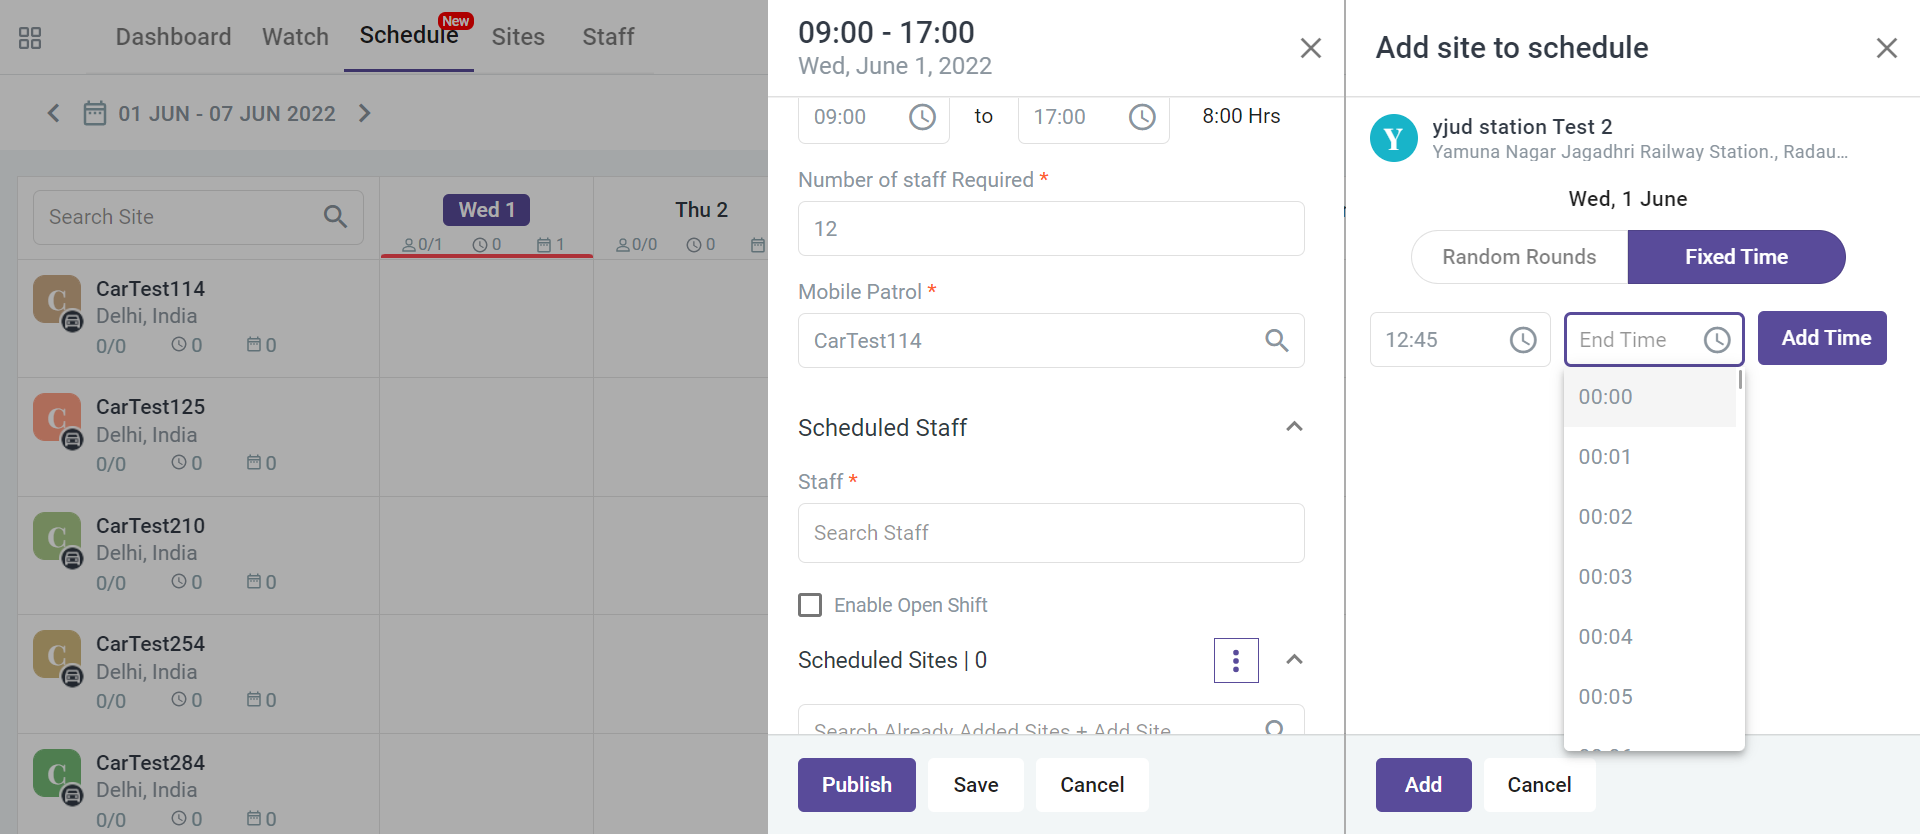 Dashboard
Watch
Schedule
New
Sites
Staff
01 JUN - 07 JUN 2022
Search Site
Wed 1
0/1 0 1
Thu 2
0/0 0
C
CarTest114
Delhi, India
0/0 0 0
C
CarTest125
Delhi, India
0/0 0 0
C
CarTest210
Delhi, India
0/0 0 0
C
CarTest254
Delhi, India
0/0 0 0
C
CarTest284
Delhi, India
0/0 0 0
09:00 - 17:00
Wed, June 1, 2022
09:00 to 17:00 8:00 Hrs
Number of staff Required *
12
Mobile Patrol *
CarTest114
Scheduled Staff
Staff *
Search Staff
Enable Open Shift
Scheduled Sites | 0
Search Already Added Sites + Add Site
Publish
Save
Cancel
Add site to schedule
Y
yjud station Test 2
Yamuna Nagar Jagadhri Railway Station., Radau...
Wed, 1 June
Random Rounds
Fixed Time
12:45
End Time
Add Time
00:00
00:01
00:02
00:03
00:04
00:05
Add
Cancel